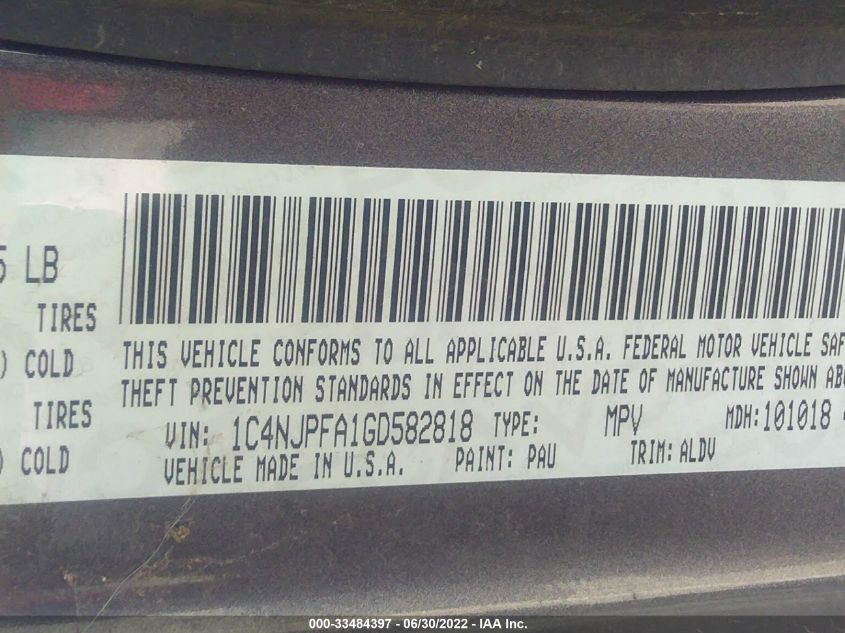 5 LB
TIRES
) COLD
TIRES
) COLD
THIS VEHICLE CONFORMS TO ALL APPLICABLE U.S.A. FEDERAL MOTOR VEHICLE SAF
THEFT PREVENTION STANDARDS IN EFFECT ON THE DATE OF MANUFACTURE SHOWN ABO
VIN: 1C4NJPFA1GD582818 TYPE: MPV MDH:101018
VEHICLE MADE IN U.S.A. PAINT: PAU TRIM: ALDV
000-33484397 - 06/30/2022 - IAA Inc.